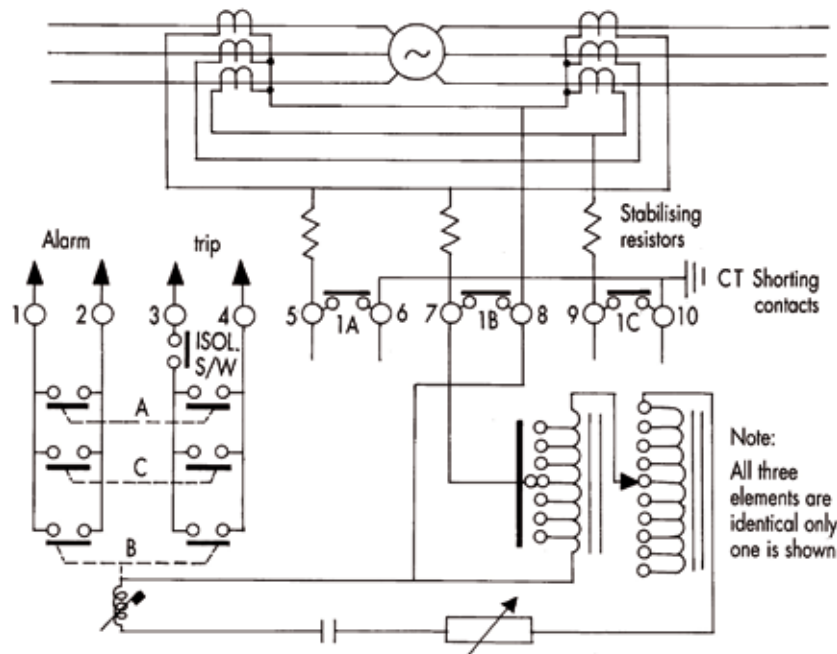 ~
Stabilising
resistors
Alarm
trip
CT Shorting
contacts
1 2 3 4 5 1A 6 7 1B 8 9 1C 10
ISOL.
S/W
A
C
B
Note:
All three
elements are
identical only
one is shown